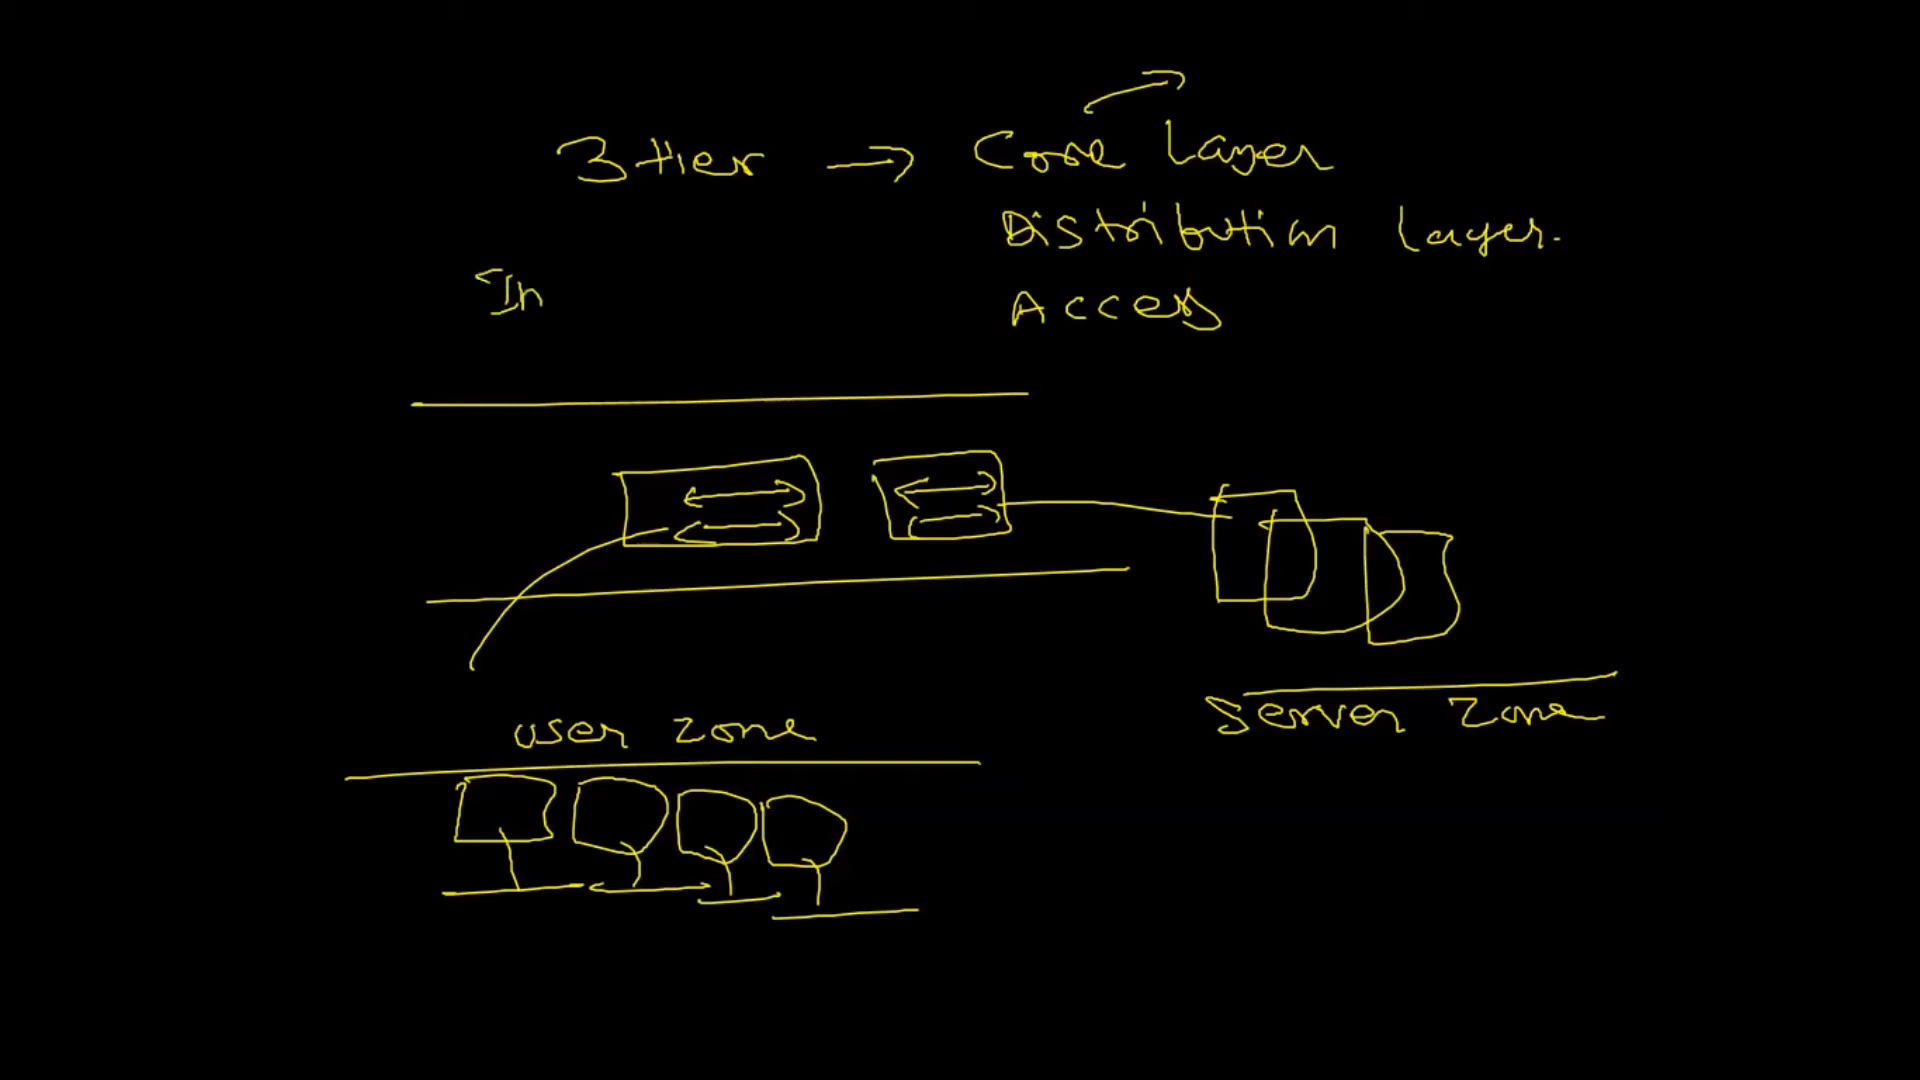 3 tier → Core Layer
Distribution Layer.
In
Access
user zone
Server Zone